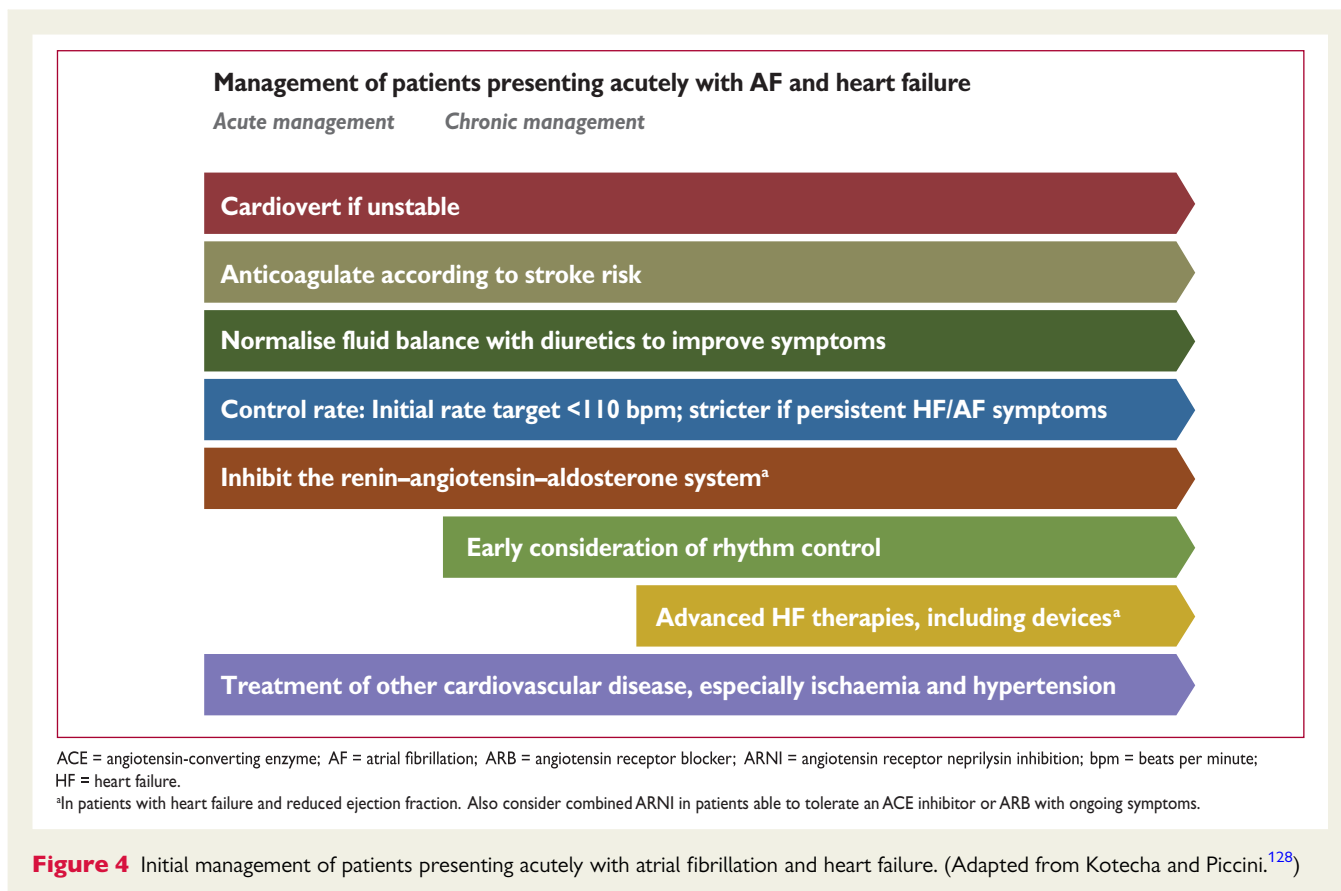 Management of patients presenting acutely with AF and heart failure
Acute management Chronic management
Cardiovert if unstable
Anticoagulate according to stroke risk
Normalise fluid balance with diuretics to improve symptoms
Control rate: Initial rate target <110 bpm; stricter if persistent HF/AF symptoms
Inhibit the renin–angiotensin–aldosterone systemᵃ
Early consideration of rhythm control
Advanced HF therapies, including devicesᵃ
Treatment of other cardiovascular disease, especially ischaemia and hypertension
ACE = angiotensin-converting enzyme; AF = atrial fibrillation; ARB = angiotensin receptor blocker; ARNI = angiotensin receptor neprilysin inhibition; bpm = beats per minute;
HF = heart failure.
ᵃIn patients with heart failure and reduced ejection fraction. Also consider combined ARNI in patients able to tolerate an ACE inhibitor or ARB with ongoing symptoms.
Figure 4 Initial management of patients presenting acutely with atrial fibrillation and heart failure. (Adapted from Kotecha and Piccini.¹²⁸)